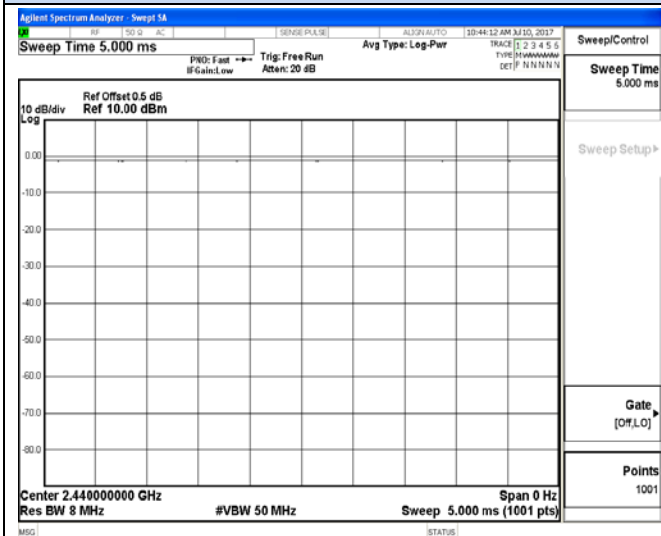 Agilent Spectrum Analyzer - Swept SA
RF 50 Ω AC SENSE:PULSE ALIGN AUTO 10:44:12 AM Jul 10, 2017
Sweep Time 5.000 ms
PNO: Fast
IFGain:Low
Trig: Free Run
Atten: 20 dB
Avg Type: Log-Pwr
TRACE 1 2 3 4 5 6
TYPE M
DET P N N N N N
Ref Offset 0.5 dB
10 dB/div Ref 10.00 dBm
Log
0.00
-10.0
-20.0
-30.0
-40.0
-50.0
-60.0
-70.0
-80.0
Center 2.440000000 GHz Span 0 Hz
Res BW 8 MHz #VBW 50 MHz Sweep 5.000 ms (1001 pts)
MSG STATUS
Sweep/Control
Sweep Time
5.000 ms
Sweep Setup
Gate
[Off,LO]
Points
1001